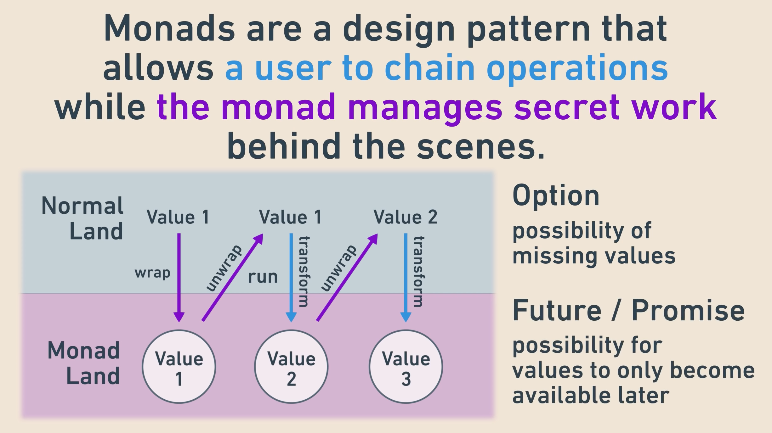 Monads are a design pattern that
allows a user to chain operations
while the monad manages secret work
behind the scenes.
Normal
Land
Value 1
Value 1
Value 2
wrap
unwrap
run
transform
unwrap
transform
Monad
Land
Value
1
Value
2
Value
3
Option
possibility of
missing values
Future / Promise
possibility for
values to only become
available later